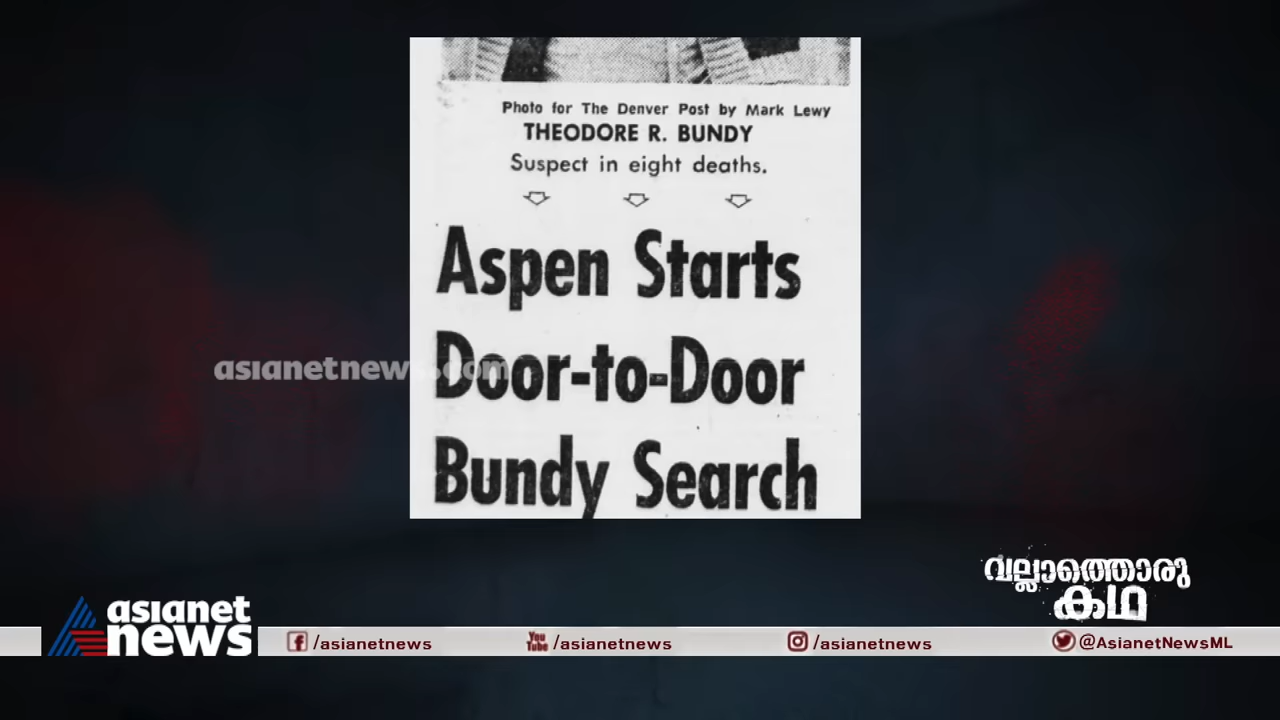 Photo for The Denver Post by Mark Lewy
THEODORE R. BUNDY
Suspect in eight deaths.
Aspen Starts
Door-to-Door
Bundy Search
asianetnews.com
വല്ലാത്തൊരു
കഥ
asianet
news
/asianetnews
You
Tube
/asianetnews
/asianetnews
@AsianetNewsML